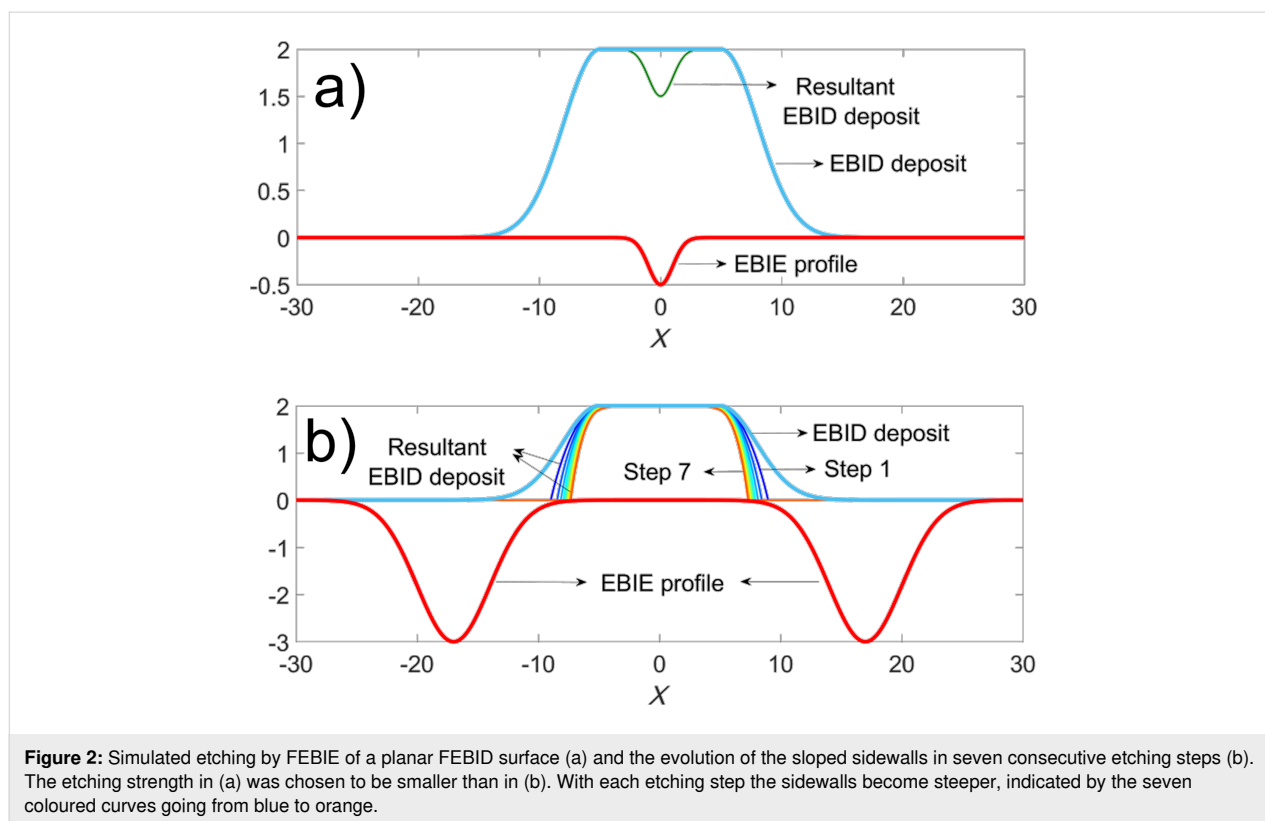 a)
2
1.5
1
0.5
0
-0.5
Resultant
EBID deposit
EBID deposit
EBIE profile
-30 -20 -10 0 10 20 30
X
b)
2
1
0
-1
-2
-3
Resultant
EBID deposit
EBID deposit
Step 7
Step 1
EBIE profile
-30 -20 -10 0 10 20 30
X
Figure 2: Simulated etching by FEBIE of a planar FEBID surface (a) and the evolution of the sloped sidewalls in seven consecutive etching steps (b).
The etching strength in (a) was chosen to be smaller than in (b). With each etching step the sidewalls become steeper, indicated by the seven
coloured curves going from blue to orange.